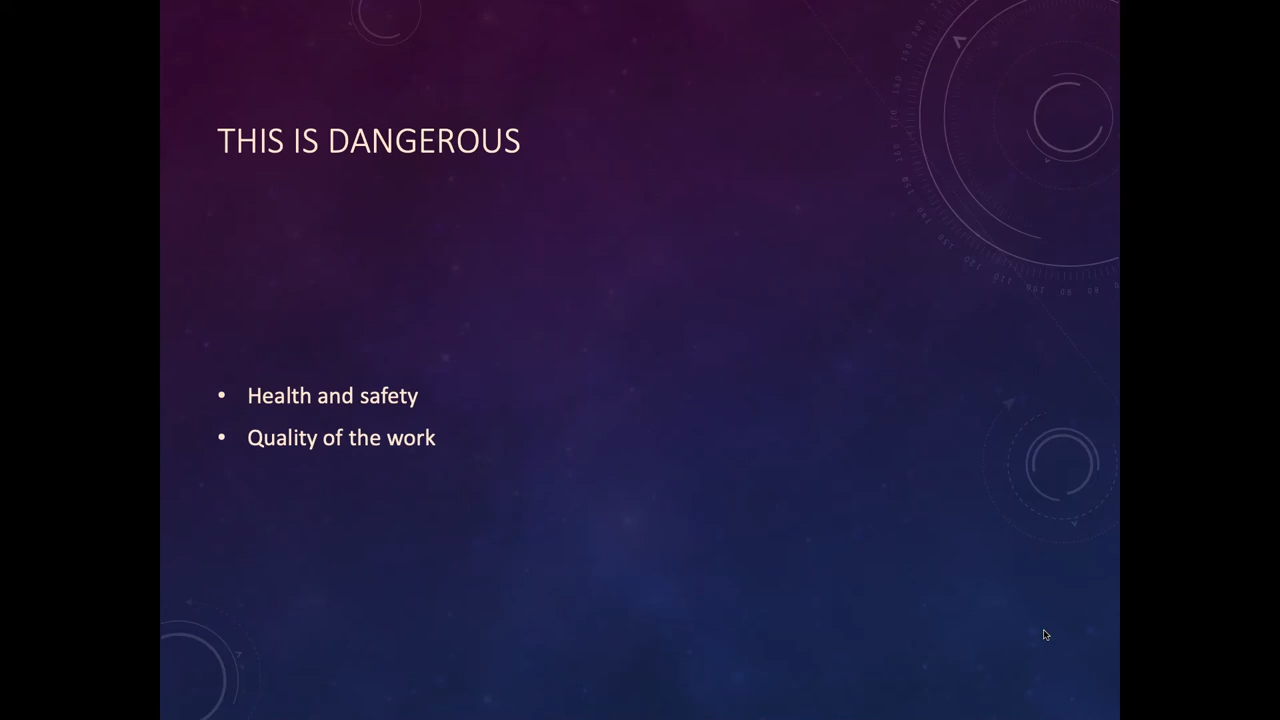 THIS IS DANGEROUS
• Health and safety
• Quality of the work